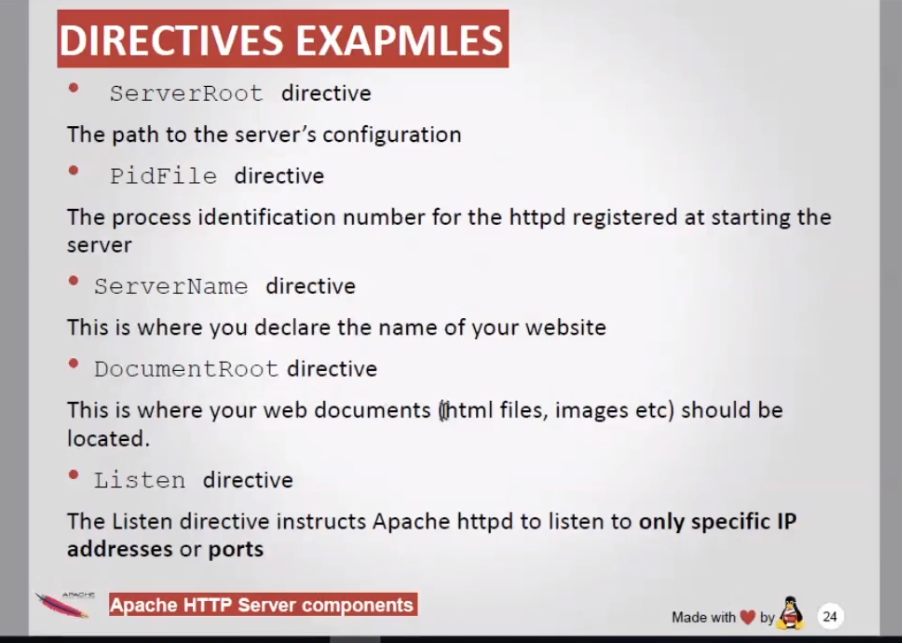 DIRECTIVES EXAPMLES
• ServerRoot directive
The path to the server's configuration
• PidFile directive
The process identification number for the httpd registered at starting the
server
• ServerName directive
This is where you declare the name of your website
• DocumentRoot directive
This is where your web documents (html files, images etc) should be
located.
• Listen directive
The Listen directive instructs Apache httpd to listen to only specific IP
addresses or ports
APACHE
Apache HTTP Server components
Made with ❤ by
24